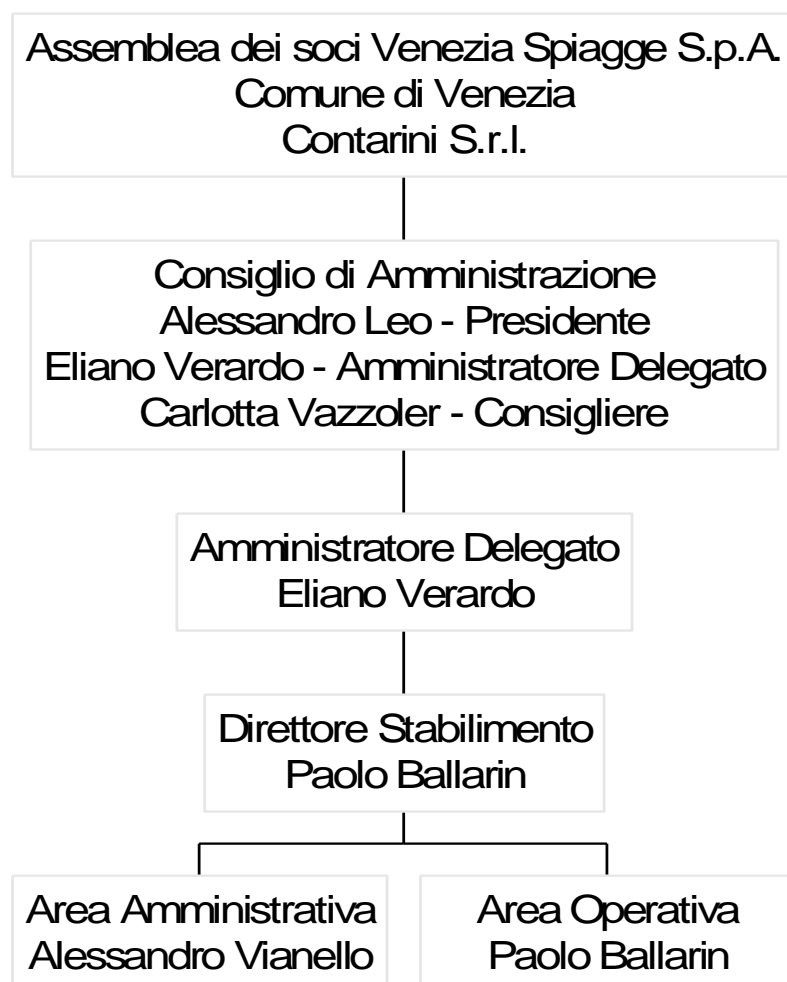 Assemblea dei soci Venezia Spiagge S.p.A.
Comune di Venezia
Contarini S.r.l.
Consiglio di Amministrazione
Alessandro Leo - Presidente
Eliano Verardo - Amministratore Delegato
Carlotta Vazzoler - Consigliere
Amministratore Delegato
Eliano Verardo
Direttore Stabilimento
Paolo Ballarin
Area Amministrativa
Alessandro Vianello
Area Operativa
Paolo Ballarin